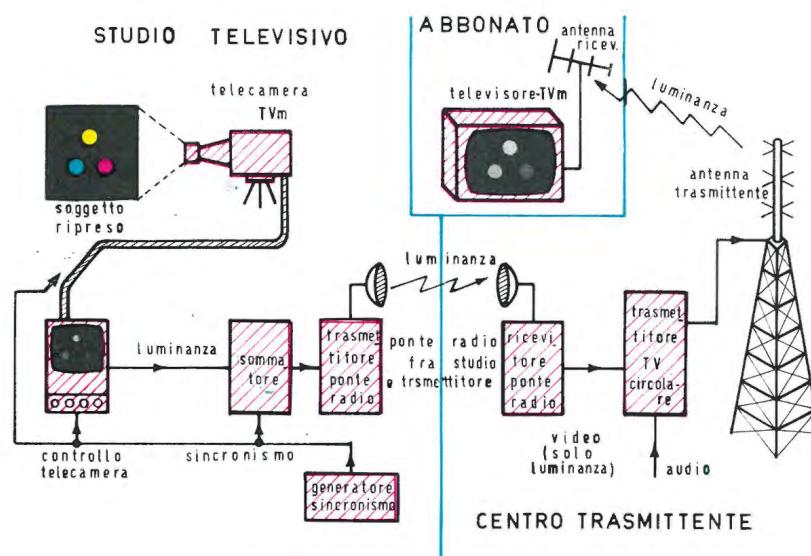 STUDIO TELEVISIVO
telecamera
TVm
soggetto
ripreso
ABBONATO
antenna
ricev.
televisore-TVm
luminanza
antenna
trasmittente
luminanza
luminanza
somma
tore
trasmet
titore
ponte
radio
ponte radio
fra studio
e trsmettitore
ricevi
tore
ponte
radio
trasmet
titore
TV
circola-
re
controllo
telecamera
sincronismo
generatore
sincronismo
video
(solo
luminanza)
audio
CENTRO TRASMITTENTE